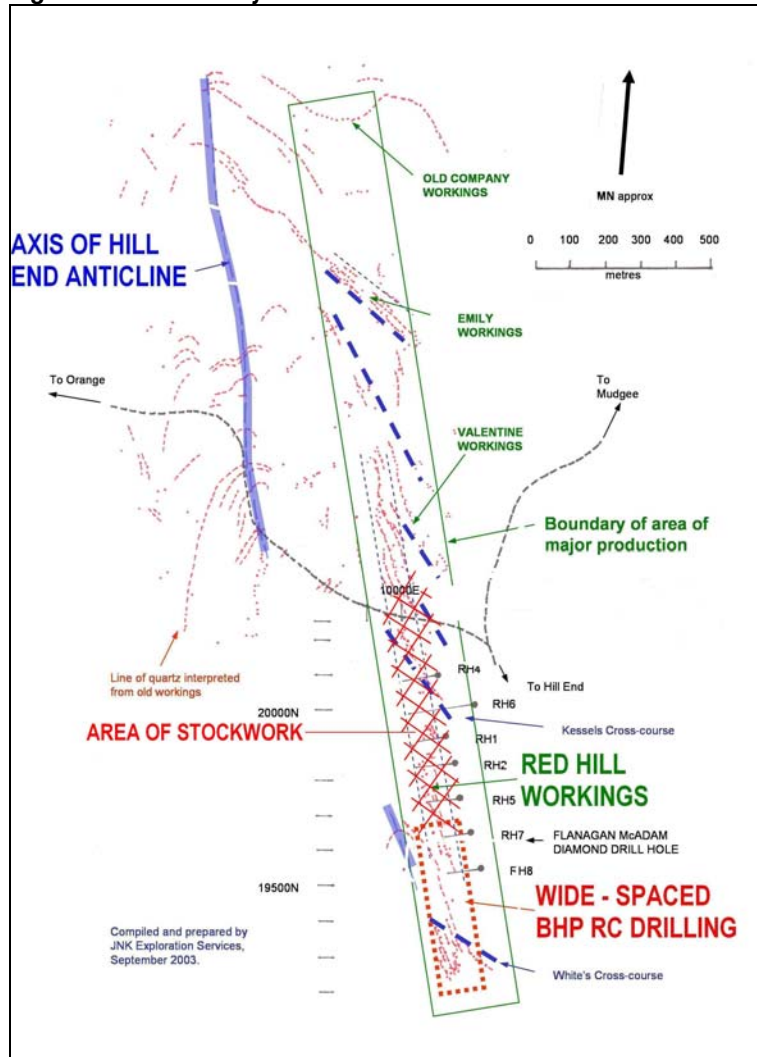 OLD COMPANY
WORKINGS
MN approx
0 100 200 300 400 500
metres
AXIS OF HILL
END ANTICLINE
EMILY
WORKINGS
To Orange
To
Mudgee
VALENTINE
WORKINGS
Boundary of area of
major production
10000E
Line of quartz interpreted
from old workings
RH4
To Hill End
RH6
20000N
Kessels Cross-course
AREA OF STOCKWORK
RH1
RH2
RED HILL
WORKINGS
RH5
RH7
FLANAGAN McADAM
DIAMOND DRILL HOLE
19500N
WIDE - SPACED
BHP RC DRILLING
Compiled and prepared by
JNK Exploration Services,
September 2003.
White's Cross-course